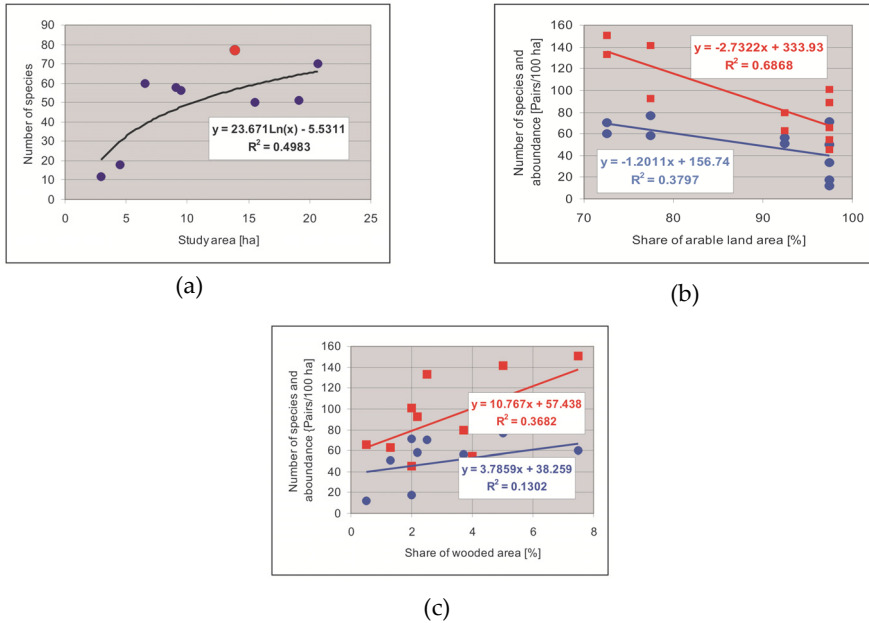 90
80
70
60
50
40
30
20
10
0
Number of species
y = 23.671Ln(x) - 5.5311
R² = 0.4983
0 5 10 15 20 25
Study area [ha]
(a)
160
140
120
100
80
60
40
20
0
Number of species and
aboundance [Pairs/100 ha]
y = -2.7322x + 333.93
R² = 0.6868
y = -1.2011x + 156.74
R² = 0.3797
70 80 90 100
Share of arable land area [%]
(b)
160
140
120
100
80
60
40
20
0
Number of species and
aboundance {Pairs/100 ha]
y = 10.767x + 57.438
R² = 0.3682
y = 3.7859x + 38.259
R² = 0.1302
0 2 4 6 8
Share of wooded area [%]
(c)